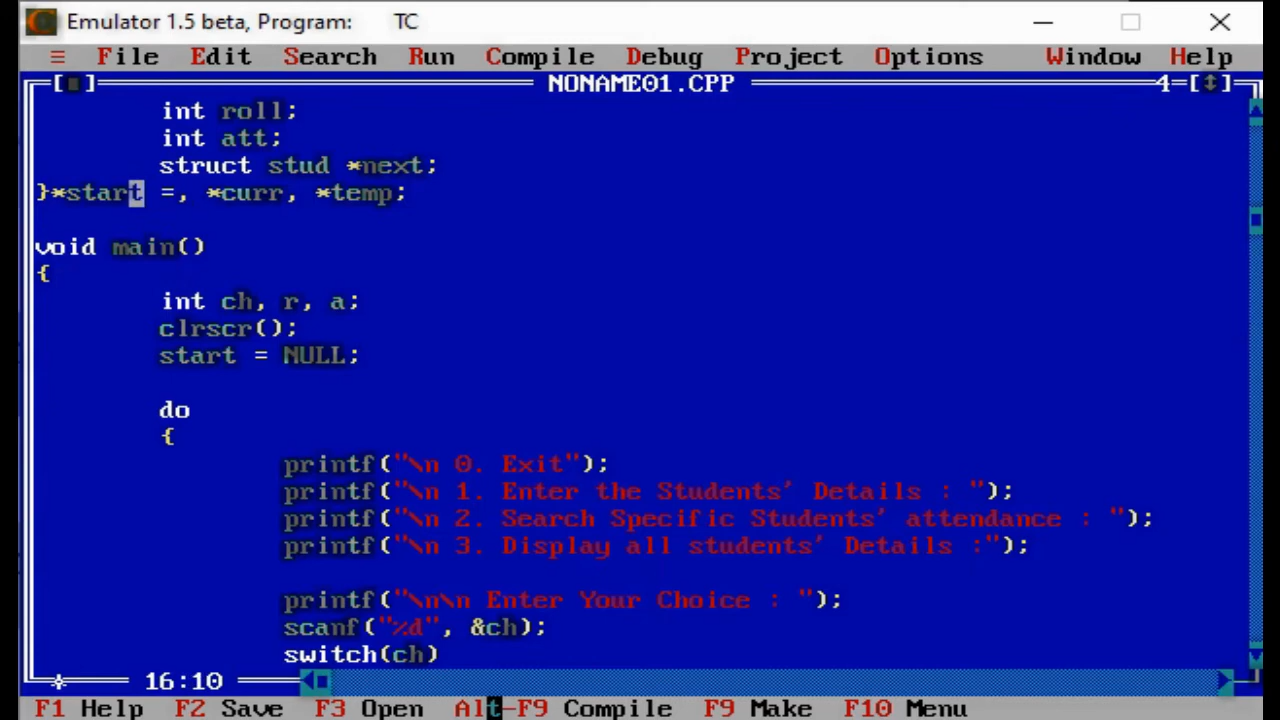 Emulator 1.5 beta, Program: TC
≡ File Edit Search Run Compile Debug Project Options Window Help
[■] NONAME01.CPP 4=[↕]
int roll;
int att;
struct stud *next;
}*start =, *curr, *temp;
void main()
{
int ch, r, a;
clrscr();
start = NULL;
do
{
printf("\n 0. Exit");
printf("\n 1. Enter the Students' Details : ");
printf("\n 2. Search Specific Students' attendance : ");
printf("\n 3. Display all students' Details :");
printf("\n\n Enter Your Choice : ");
scanf("%d", &ch);
switch(ch)
16:10
F1 Help F2 Save F3 Open Alt-F9 Compile F9 Make F10 Menu